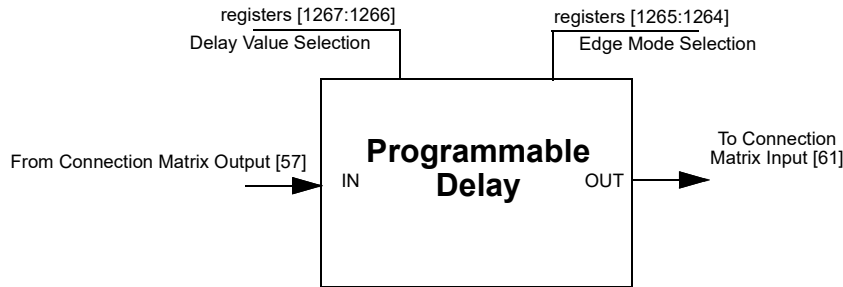 registers [1267:1266]
Delay Value Selection
registers [1265:1264]
Edge Mode Selection
From Connection Matrix Output [57]
IN
Programmable
Delay
OUT
To Connection
Matrix Input [61]